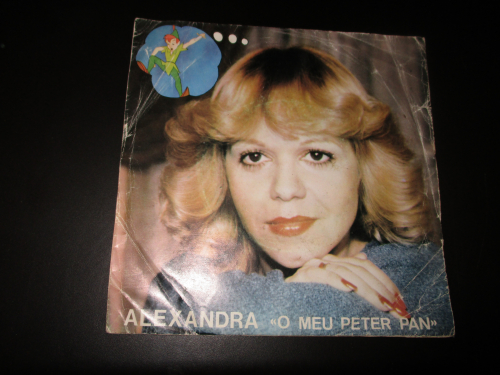 ALEXANDRA «O MEU PETER PAN»